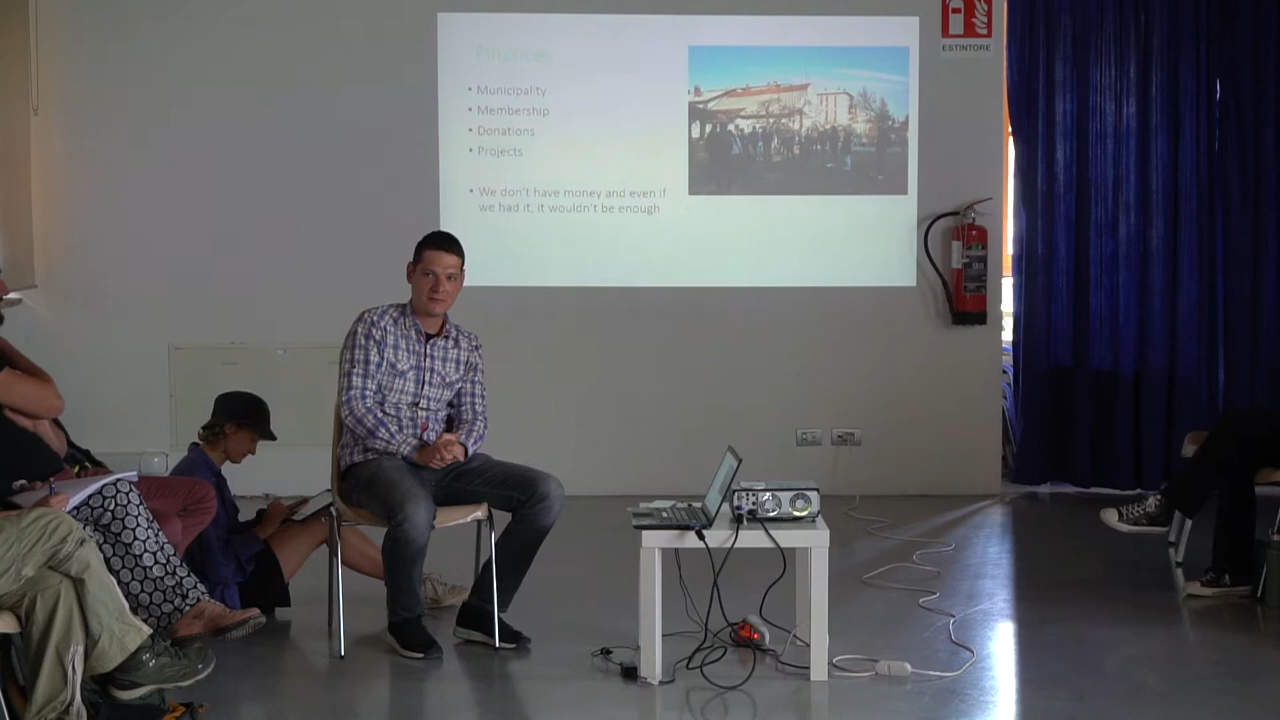 Finances
• Municipality
• Membership
• Donations
• Projects
• We don't have money and even if
we had it, it wouldn't be enough
ESTINTORE